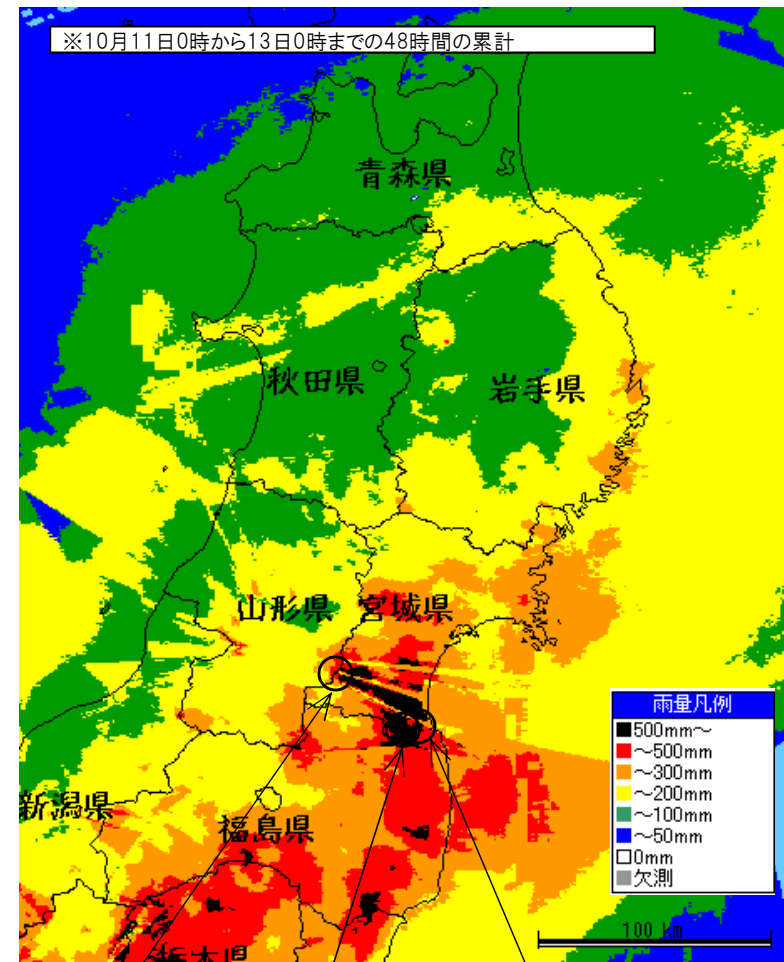 ※10月11日0時から13日0時までの48時間の累計
青森県
秋田県
岩手県
山形県
宮城県
雨量凡例
500mm～
～500mm
～300mm
～200mm
～100mm
～50mm
0mm
欠測
新潟県
福島県
栃木県
100 km